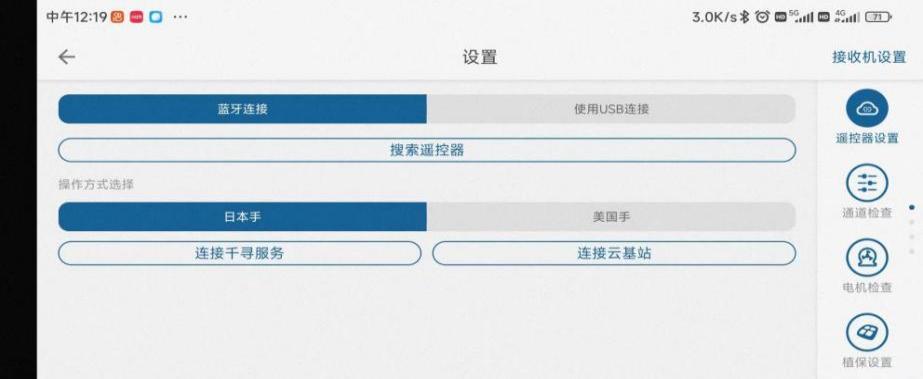 中午12:19 ··· 3.0K/s 5G 4G 71
设置 接收机设置
蓝牙连接 使用USB连接
搜索遥控器
操作方式选择
日本手 美国手
连接千寻服务 连接云基站
遥控器设置
通道检查
电机检查
植保设置